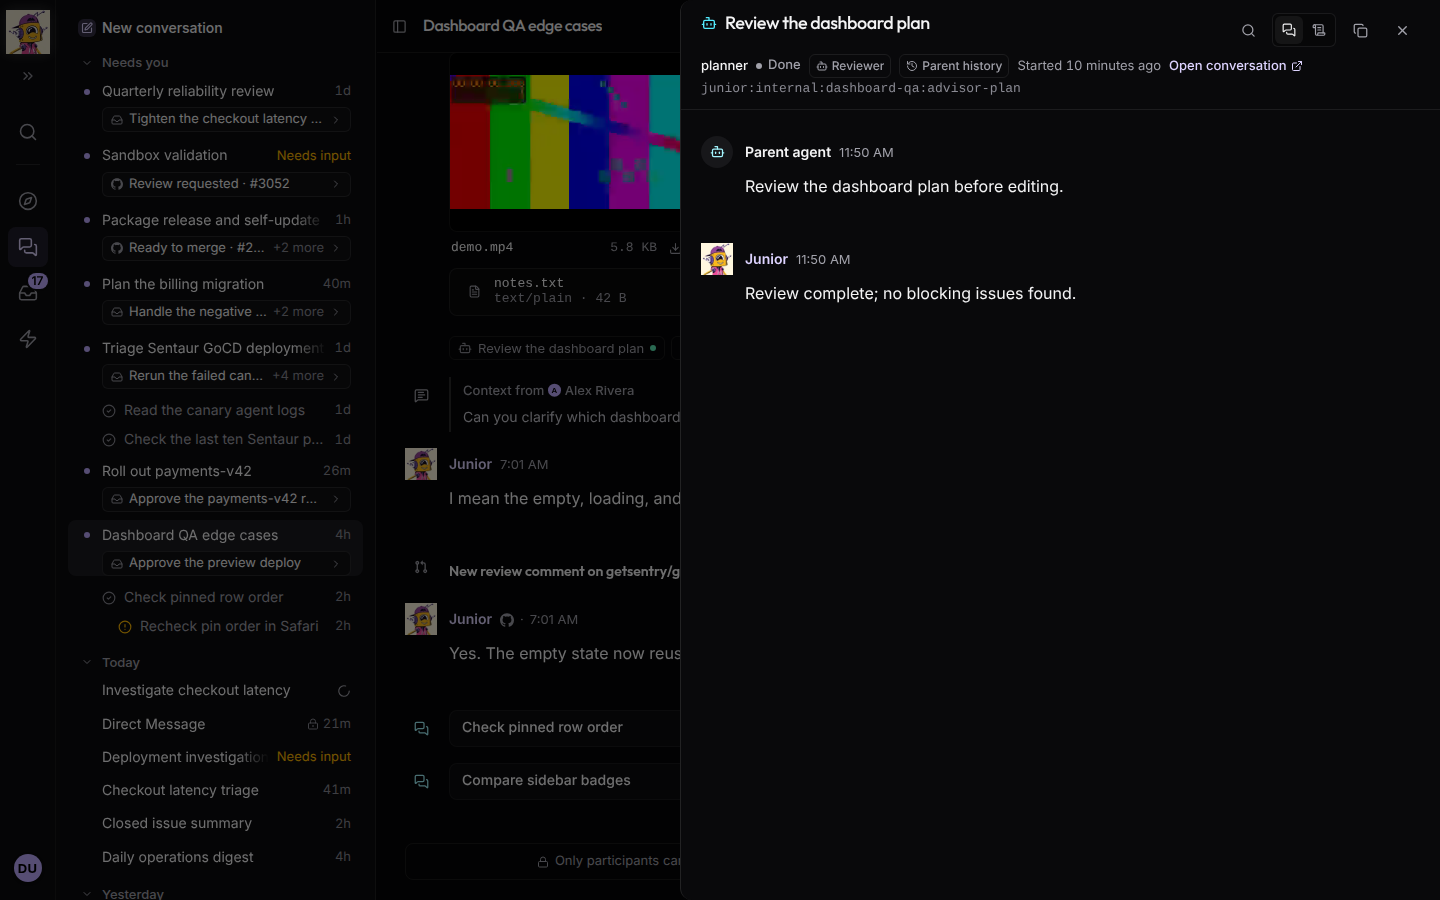 New conversation
Needs you
Quarterly reliability review 1d
Tighten the checkout latency ...
Sandbox validation Needs input
Review requested · #3052
Package release and self-update 1h
Ready to merge · #2... +2 more
Plan the billing migration 40m
17
Handle the negative ... +2 more
Triage Sentaur GoCD deployment 1d
Rerun the failed can... +4 more
Read the canary agent logs 1d
Check the last ten Sentaur p... 1d
Roll out payments-v42 26m
Approve the payments-v42 r...
Dashboard QA edge cases 4h
Approve the preview deploy
Check pinned row order 2h
Recheck pin order in Safari 2h
Today
Investigate checkout latency
Direct Message 21m
Deployment investigation Needs input
Checkout latency triage 41m
Closed issue summary 2h
Daily operations digest 4h
Yesterday
DU
Dashboard QA edge cases
demo.mp4 5.8 KB
notes.txt
text/plain · 42 B
Review the dashboard plan
Context from A Alex Rivera
Can you clarify which dashboard
Junior 7:01 AM
I mean the empty, loading, and
New review comment on getsentry/g
Junior · 7:01 AM
Yes. The empty state now reus
Check pinned row order
Compare sidebar badges
Only participants can
Review the dashboard plan
planner Done Reviewer Parent history Started 10 minutes ago Open conversation
junior:internal:dashboard-qa:advisor-plan
Parent agent 11:50 AM
Review the dashboard plan before editing.
Junior 11:50 AM
Review complete; no blocking issues found.